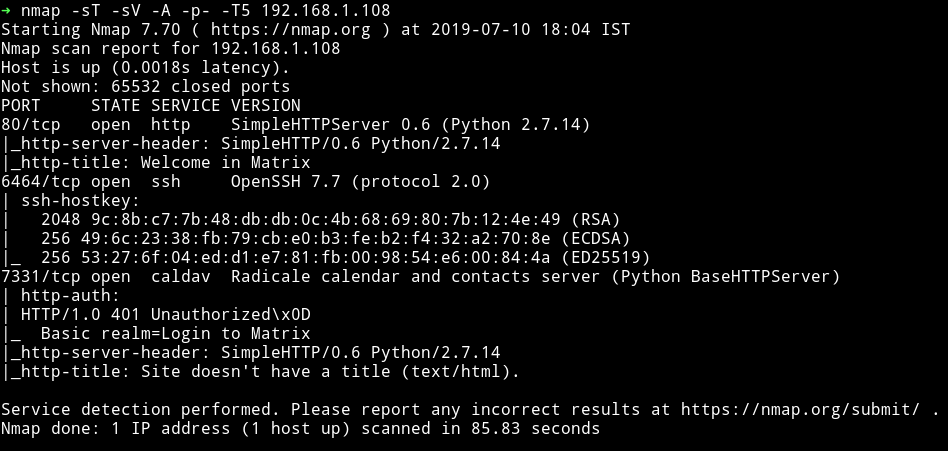 ➜ nmap -sT -sV -A -p- -T5 192.168.1.108
Starting Nmap 7.70 ( https://nmap.org ) at 2019-07-10 18:04 IST
Nmap scan report for 192.168.1.108
Host is up (0.0018s latency).
Not shown: 65532 closed ports
PORT     STATE SERVICE VERSION
80/tcp   open  http    SimpleHTTPServer 0.6 (Python 2.7.14)
|_http-server-header: SimpleHTTP/0.6 Python/2.7.14
|_http-title: Welcome in Matrix
6464/tcp open  ssh     OpenSSH 7.7 (protocol 2.0)
| ssh-hostkey:
|   2048 9c:8b:c7:7b:48:db:db:0c:4b:68:69:80:7b:12:4e:49 (RSA)
|   256 49:6c:23:38:fb:79:cb:e0:b3:fe:b2:f4:32:a2:70:8e (ECDSA)
|_  256 53:27:6f:04:ed:d1:e7:81:fb:00:98:54:e6:00:84:4a (ED25519)
7331/tcp open  caldav  Radicale calendar and contacts server (Python BaseHTTPServer)
| http-auth:
| HTTP/1.0 401 Unauthorized\x0D
|_  Basic realm=Login to Matrix
|_http-server-header: SimpleHTTP/0.6 Python/2.7.14
|_http-title: Site doesn't have a title (text/html).
Service detection performed. Please report any incorrect results at https://nmap.org/submit/ .
Nmap done: 1 IP address (1 host up) scanned in 85.83 seconds